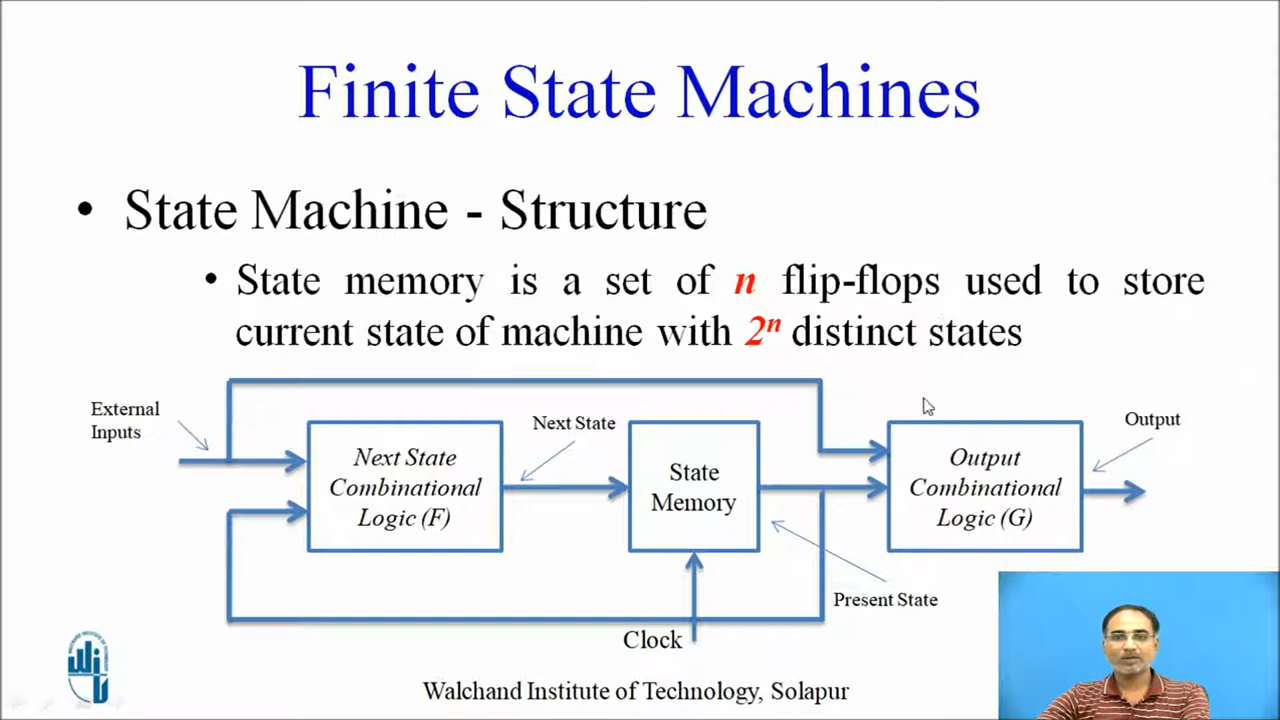 Finite State Machines
• State Machine - Structure
• State memory is a set of n flip-flops used to store
current state of machine with 2ⁿ distinct states
External
Inputs
Next State
Combinational
Logic (F)
Next State
State
Memory
Output
Combinational
Logic (G)
Output
Present State
Clock
Walchand Institute of Technology, Solapur